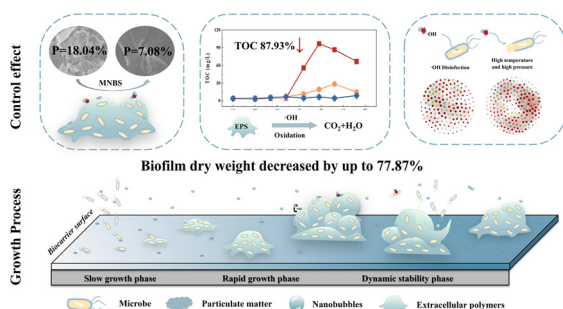 Control effect
P=18.04%
P=7.08%
MNBS
TOC 87.93%
TOC (mg/L)
EPS
·OH
Oxidation
CO2+H2O
·OH
·OH Disinfection
High temperature
and high pressure
Biofilm dry weight decreased by up to 77.87%
Growth Process
Biocarrier surface
Slow growth phase
Rapid growth phase
Dynamic stability phase
Microbe
Particulate matter
Nanobubbles
Extracellular polymers